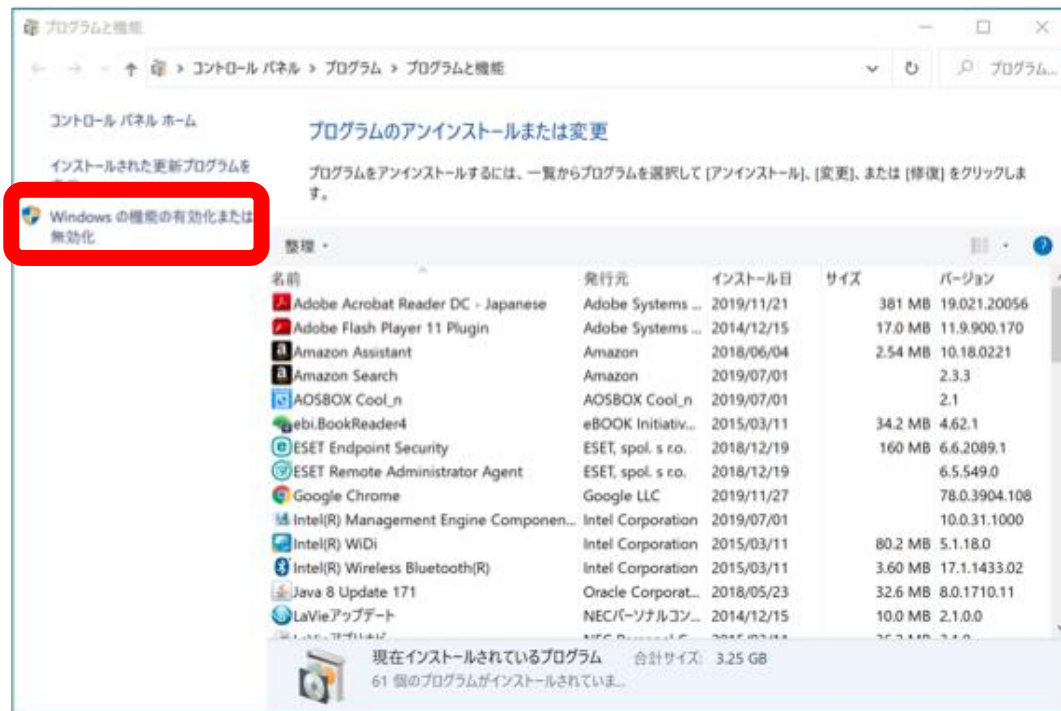 プログラムと機能
コントロール パネル > プログラム > プログラムと機能
プログラム...
コントロール パネル ホーム
インストールされた更新プログラムを
Windows の機能の有効化または
無効化
プログラムのアンインストールまたは変更
プログラムをアンインストールするには、一覧からプログラムを選択して [アンインストール]、[変更]、または [修復] をクリックしま
す。
整理
名前 発行元 インストール日 サイズ バージョン
Adobe Acrobat Reader DC - Japanese Adobe Systems ... 2019/11/21 381 MB 19.021.20056
Adobe Flash Player 11 Plugin Adobe Systems ... 2014/12/15 17.0 MB 11.9.900.170
Amazon Assistant Amazon 2018/06/04 2.54 MB 10.18.0221
Amazon Search Amazon 2019/07/01 2.3.3
AOSBOX Cool_n AOSBOX Cool_n 2019/07/01 2.1
ebi.BookReader4 eBOOK Initiativ... 2015/03/11 34.2 MB 4.62.1
ESET Endpoint Security ESET, spol. s r.o. 2018/12/19 160 MB 6.6.2089.1
ESET Remote Administrator Agent ESET, spol. s r.o. 2018/12/19 6.5.549.0
Google Chrome Google LLC 2019/11/27 78.0.3904.108
Intel(R) Management Engine Componen... Intel Corporation 2019/07/01 10.0.31.1000
Intel(R) WiDi Intel Corporation 2015/03/11 80.2 MB 5.1.18.0
Intel(R) Wireless Bluetooth(R) Intel Corporation 2015/03/11 3.60 MB 17.1.1433.02
Java 8 Update 171 Oracle Corporat... 2018/05/23 32.6 MB 8.0.1710.11
LaVieアップデート NECパーソナルコン... 2014/12/15 10.0 MB 2.1.0.0
現在インストールされているプログラム 合計サイズ: 3.25 GB
61 個のプログラムがインストールされていま...